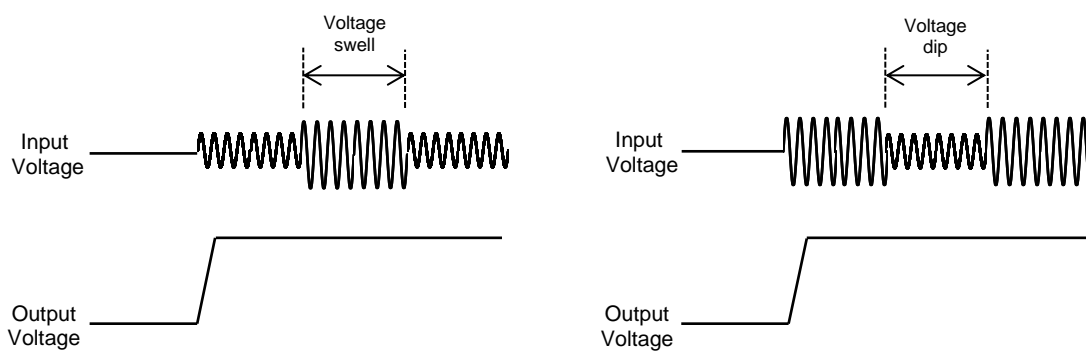 Voltage
swell
Input
Voltage
Output
Voltage
Voltage
dip
Input
Voltage
Output
Voltage